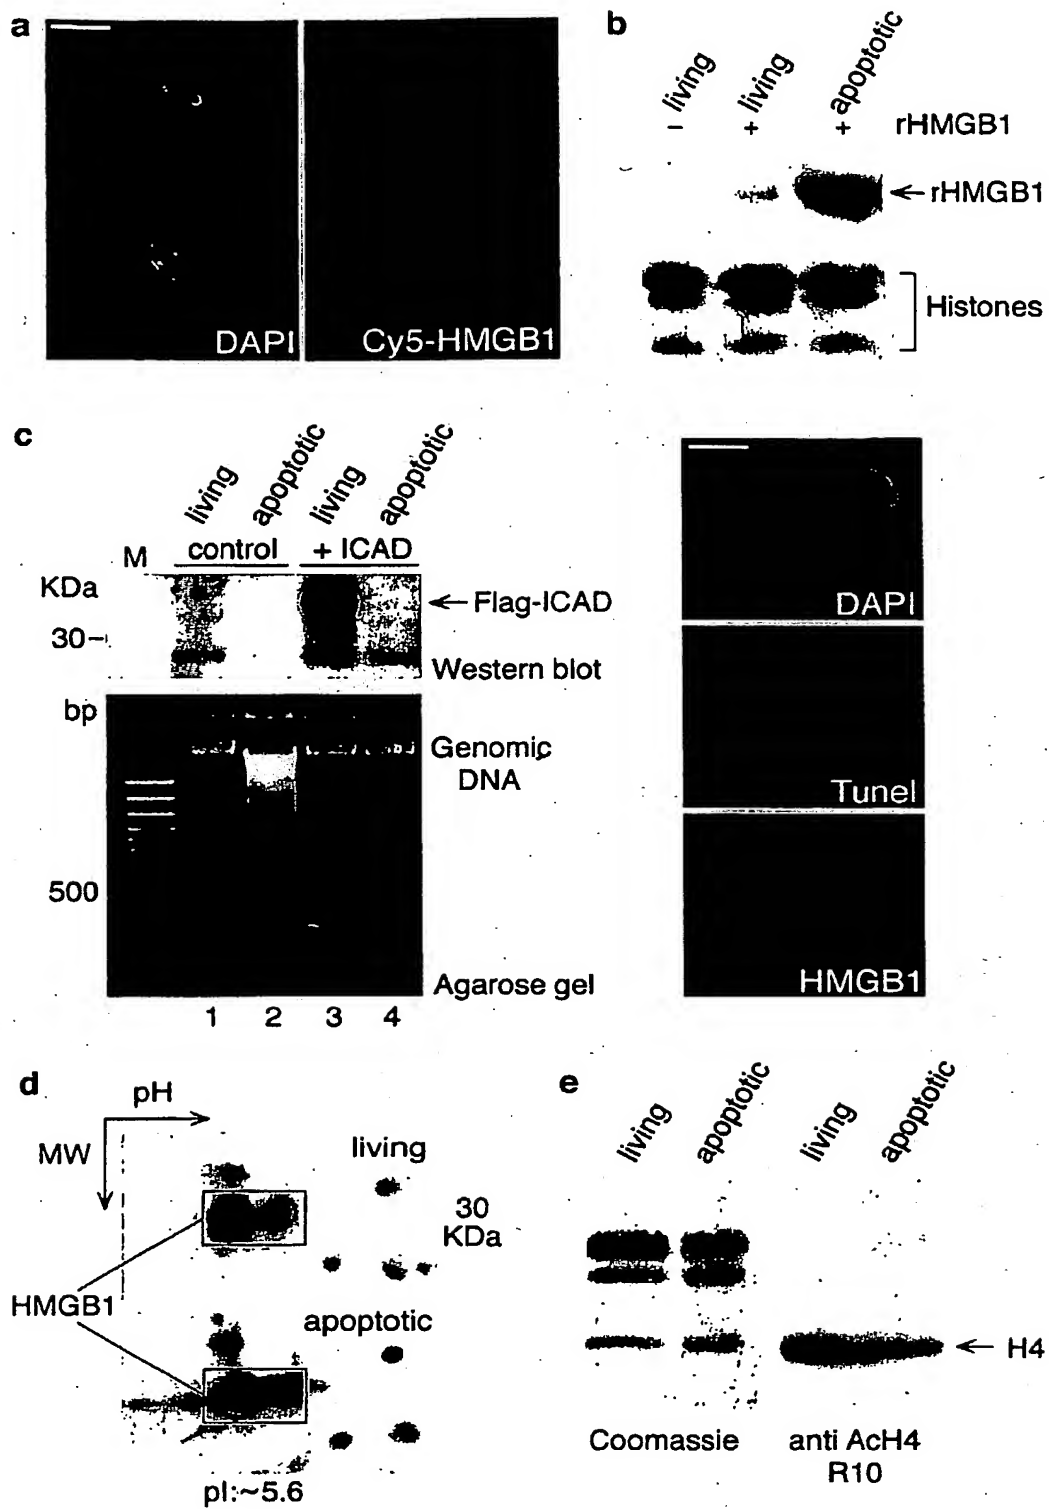 a
DAPI
Cy5-HMGB1
b
living
living
apoptotic
- + + rHMGB1
rHMGB1
Histones
c
living
apoptotic
living
apoptotic
M
control
+ ICAD
KDa
Flag-ICAD
30
Western blot
bp
Genomic
DNA
500
Agarose gel
1 2 3 4
DAPI
Tunel
HMGB1
d
pH
MW
living
30
KDa
HMGB1
apoptotic
pI:~5.6
e
living
apoptotic
living
apoptotic
H4
Coomassie
anti AcH4
R10